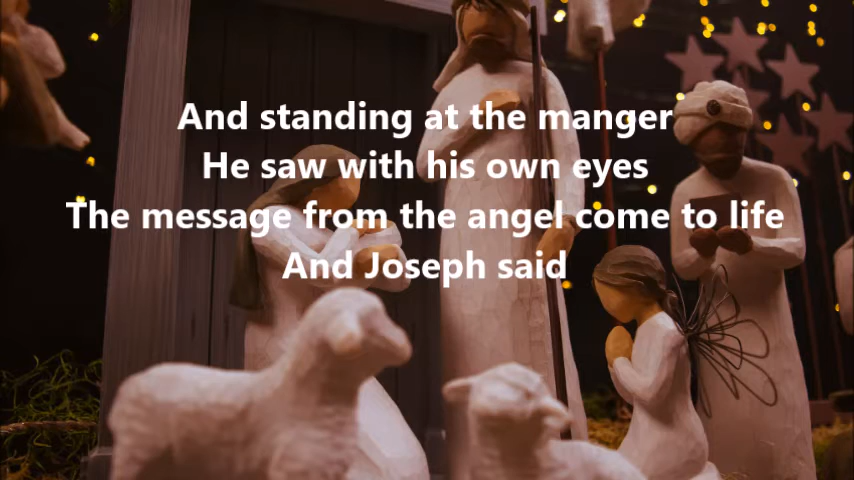 And standing at the manger
He saw with his own eyes
The message from the angel come to life
And Joseph said